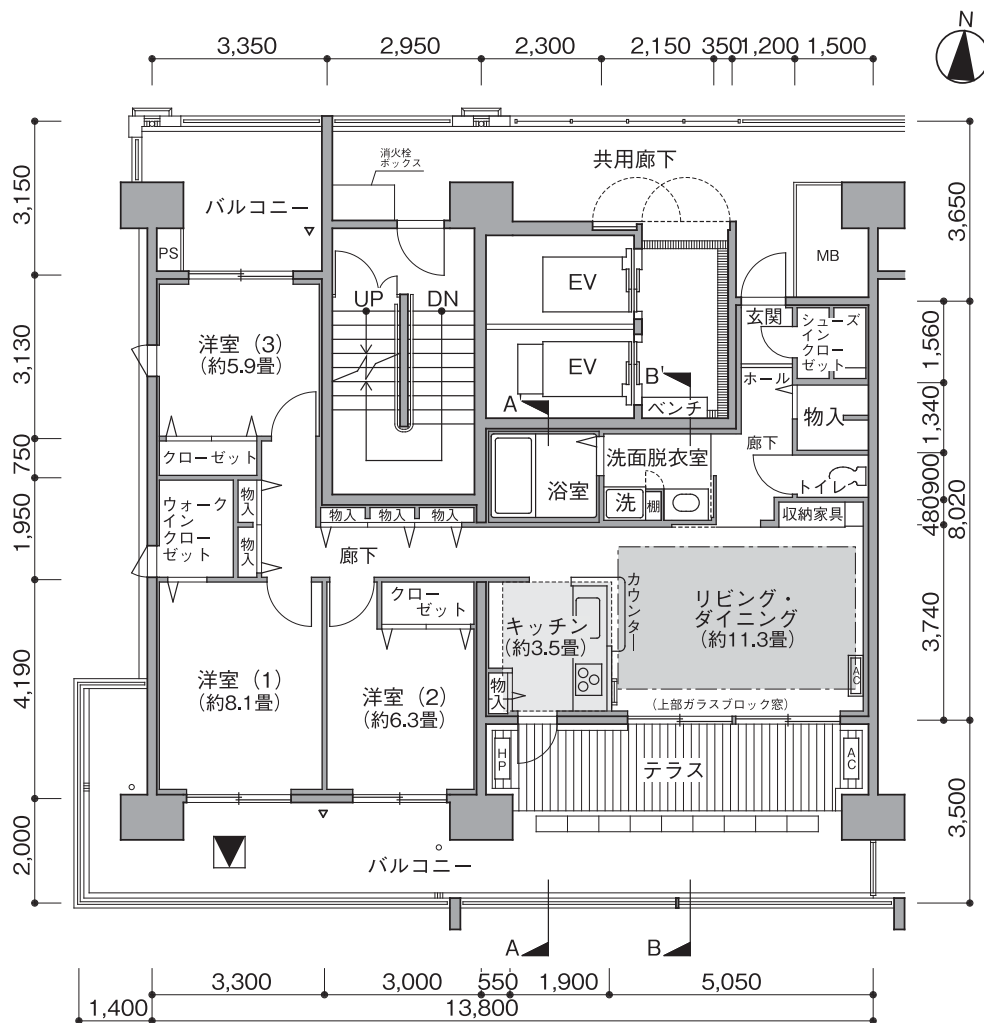 N
3,350
2,950
2,300
2,150
350
1,200
1,500
3,150
3,130
750
1,950
4,190
2,000
3,650
1,560
1,340
900
480
8,020
3,740
3,500
消火栓
ボックス
共用廊下
バルコニー
PS
MB
UP
DN
EV
EV
玄関
シューズ
イン
クロー
ゼット
洋室（3）
（約5.9畳）
B'
A'
ベンチ
ホール
物入
廊下
クローゼット
洗面脱衣室
浴室
洗
棚
トイレ
収納家具
ウォーク
イン
クロー
ゼット
物入
物入
物入
物入
物入
廊下
クロー
ゼット
キッチン
（約3.5畳）
カウンター
リビング・
ダイニング
（約11.3畳）
AC
洋室（1）
（約8.1畳）
洋室（2）
（約6.3畳）
物入
（上部ガラスブロック窓）
HP
テラス
AC
バルコニー
A
B
3,300
3,000
550
1,900
5,050
1,400
13,800